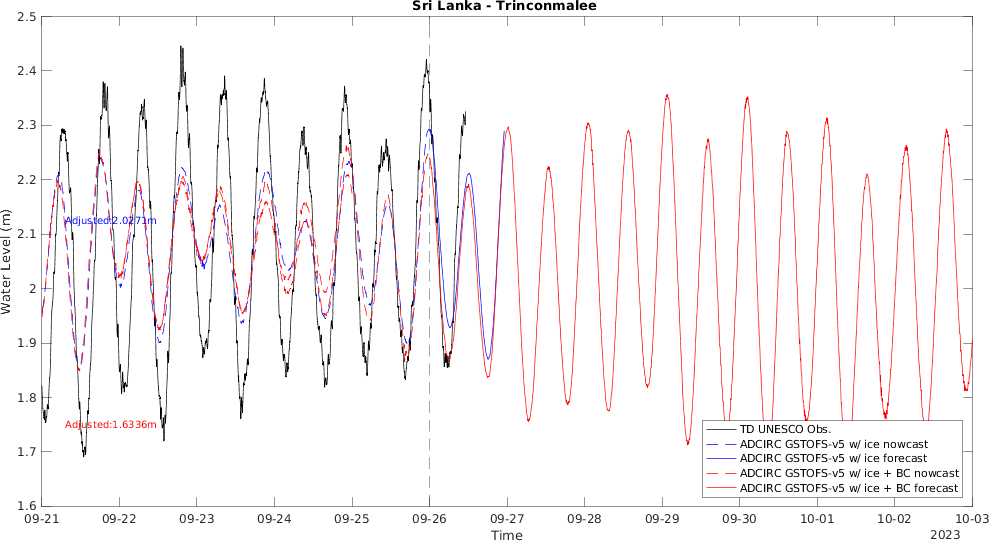 Sri Lanka - Trinconmalee
2.5
2.4
2.3
2.2
2.1
2
1.9
1.8
1.7
1.6
Water Level (m)
Adjusted:2.0271m
Adjusted:1.6336m
TD UNESCO Obs.
ADCIRC GSTOFS-v5 w/ ice nowcast
ADCIRC GSTOFS-v5 w/ ice forecast
ADCIRC GSTOFS-v5 w/ ice + BC nowcast
ADCIRC GSTOFS-v5 w/ ice + BC forecast
09-21 09-22 09-23 09-24 09-25 09-26 09-27 09-28 09-29 09-30 10-01 10-02 10-03
Time
2023